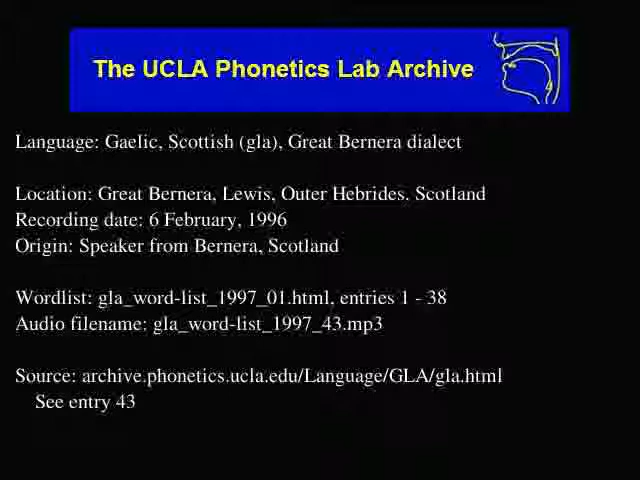 The UCLA Phonetics Lab Archive
Language: Gaelic, Scottish (gla), Great Bernera dialect
Location: Great Bernera, Lewis, Outer Hebrides. Scotland
Recording date: 6 February, 1996
Origin: Speaker from Bernera, Scotland
Wordlist: gla_word-list_1997_01.html, entries 1 - 38
Audio filename: gla_word-list_1997_43.mp3
Source: archive.phonetics.ucla.edu/Language/GLA/gla.html
See entry 43